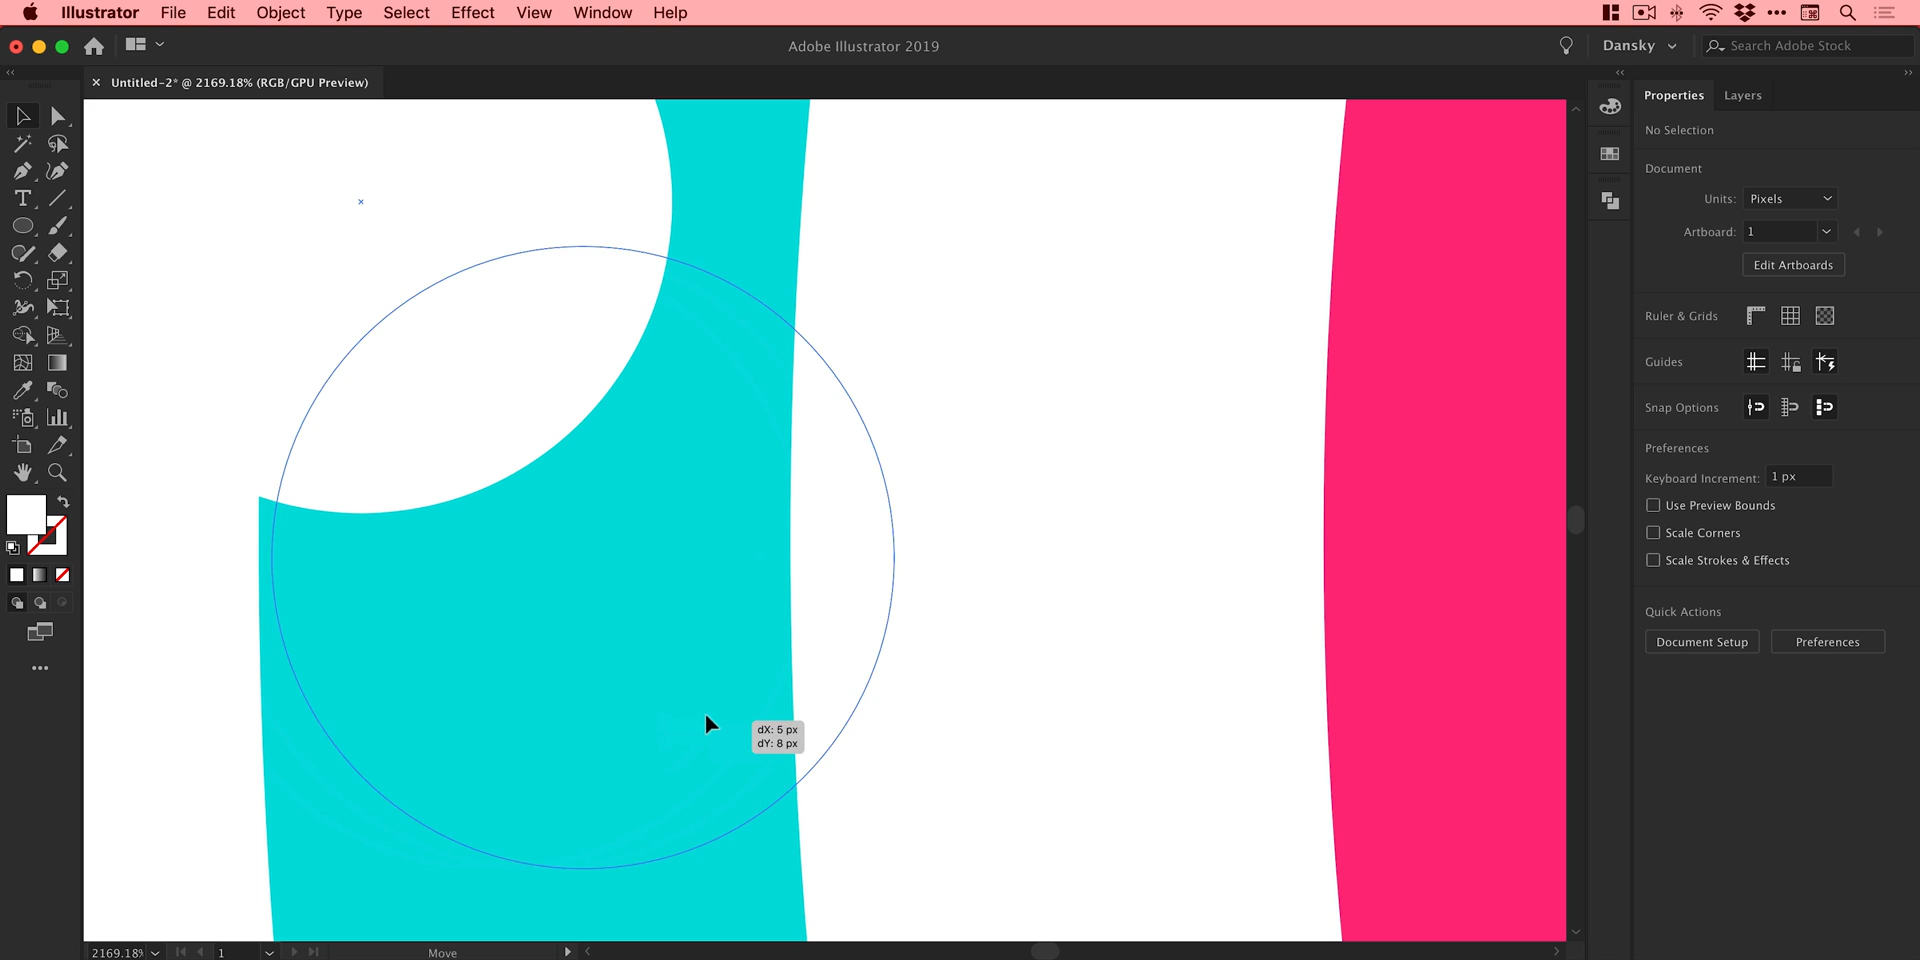 Illustrator File Edit Object Type Select Effect View Window Help
Adobe Illustrator 2019
Dansky
Search Adobe Stock
Untitled-2* @ 2169.18% (RGB/GPU Preview)
Properties Layers
No Selection
Document
Units: Pixels
Artboard: 1
Edit Artboards
Ruler & Grids
Guides
Snap Options
Preferences
Keyboard Increment: 1 px
Use Preview Bounds
Scale Corners
Scale Strokes & Effects
Quick Actions
Document Setup Preferences
dX: 5 px
dY: 8 px
2169.18% 1 Move